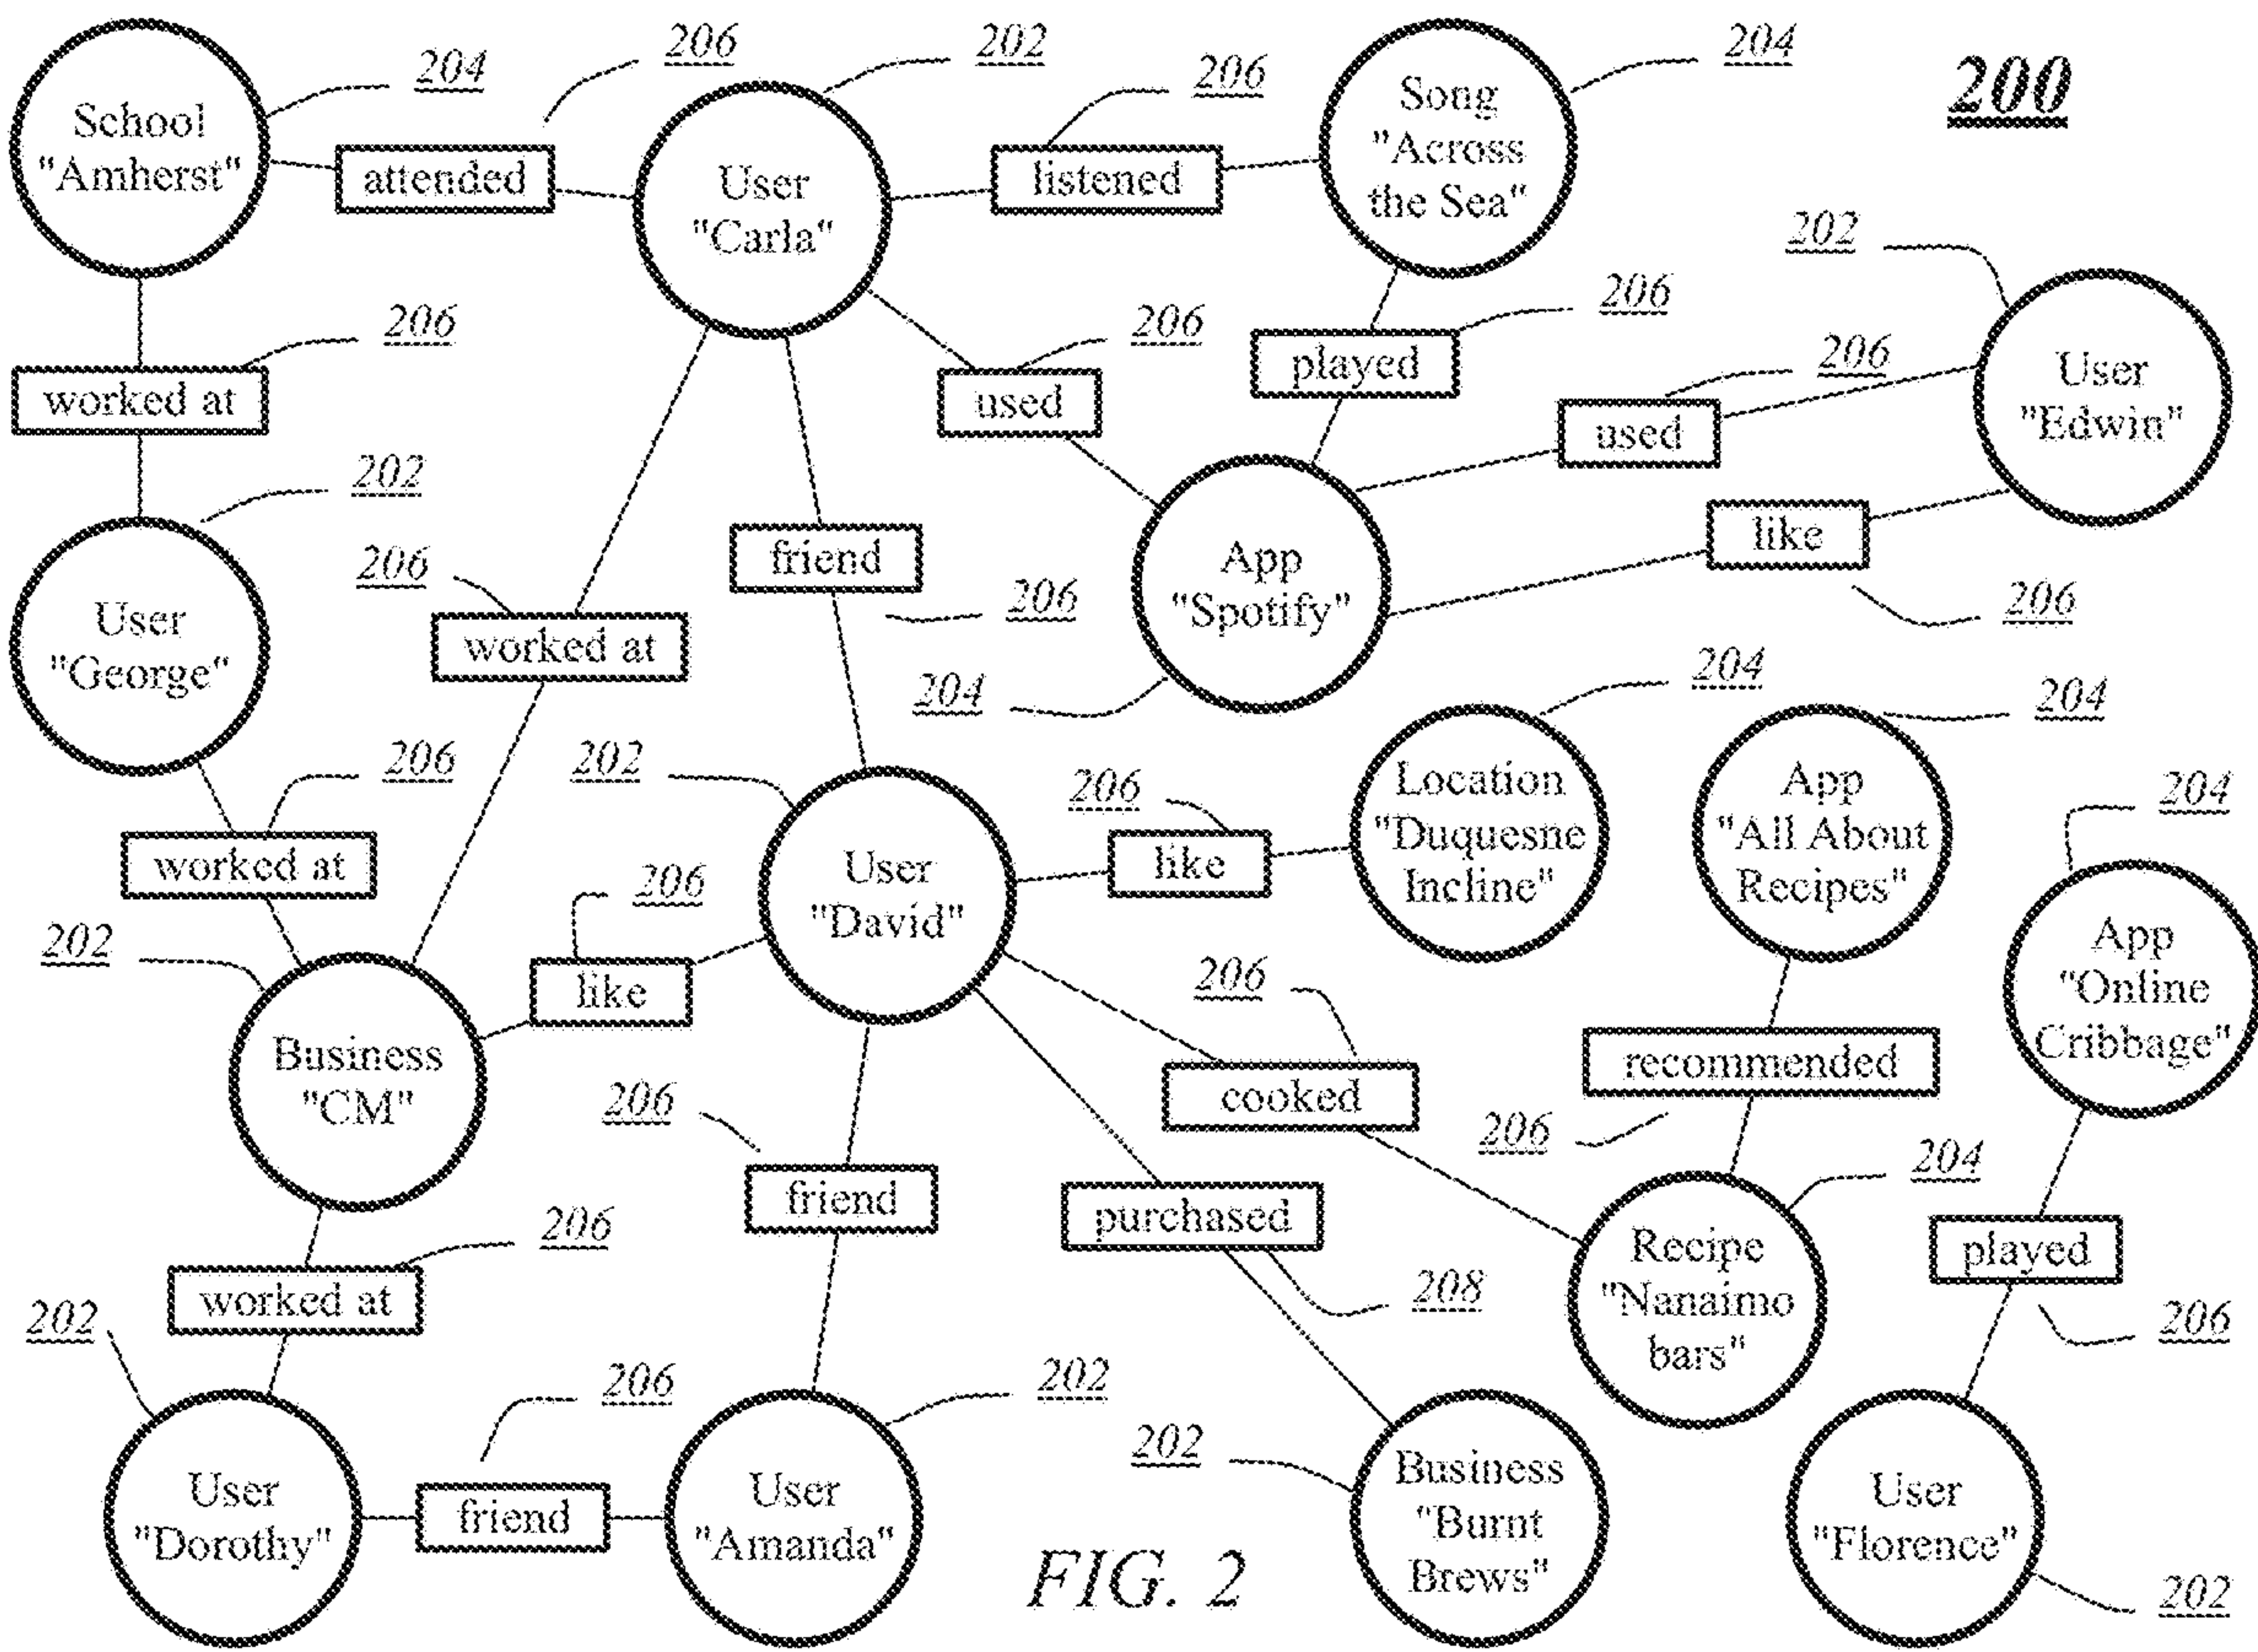 206
202
204
204
206
200
School
"Amherst"
attended
User
"Carla"
listened
Song
"Across
the Sea"
202
206
206
206
206
worked at
used
played
used
User
"Edwin"
202
like
206
friend
App
"Spotify"
206
206
User
"George"
worked at
204
204
204
206
202
206
Location
"Duquesne
Incline"
App
"All About
Recipes"
204
worked at
206
User
"David"
like
202
like
206
App
"Online
Cribbage"
Business
"CM"
206
cooked
recommended
206
204
friend
purchased
206
worked at
208
Recipe
"Nanaimo
bars"
played
206
202
206
202
202
User
"Dorothy"
friend
User
"Amanda"
Business
"Burnt
Brews"
User
"Florence"
202
FIG. 2